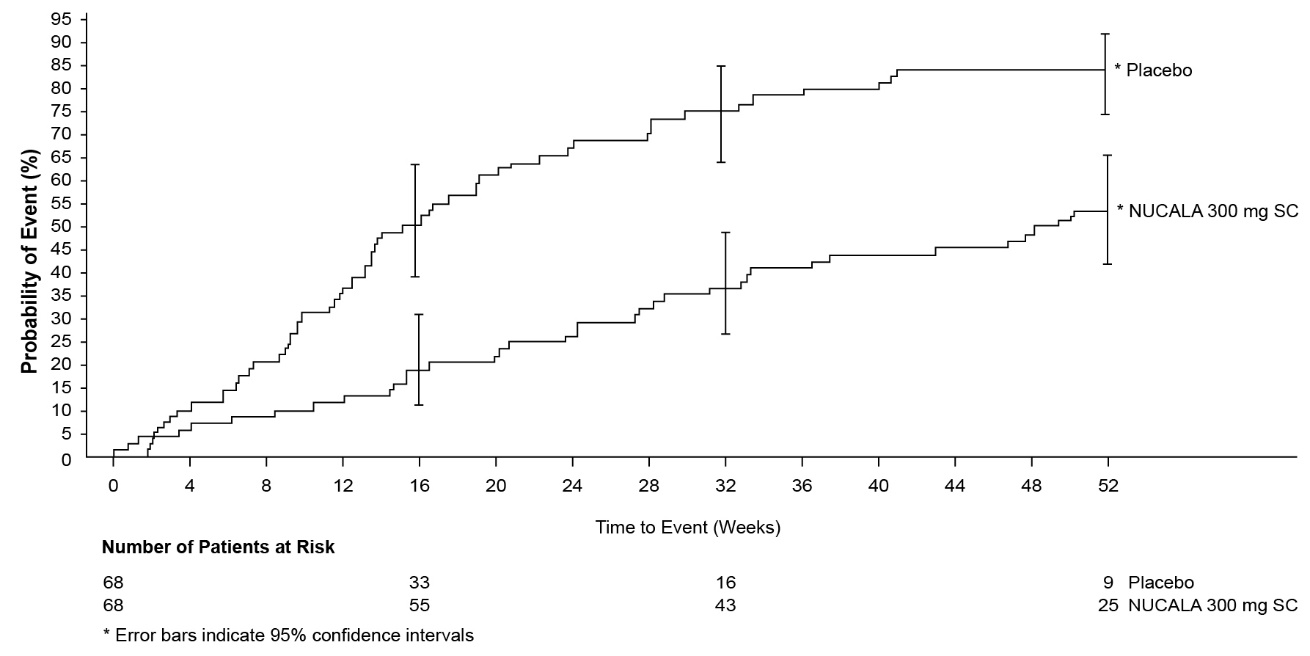 95
90
85
80
75
70
65
60
55
50
45
40
35
30
25
20
15
10
5
0
Probability of Event (%)
* Placebo
* NUCALA 300 mg SC
0 4 8 12 16 20 24 28 32 36 40 44 48 52
Time to Event (Weeks)
Number of Patients at Risk
68 33 16 9 Placebo
68 55 43 25 NUCALA 300 mg SC
* Error bars indicate 95% confidence intervals